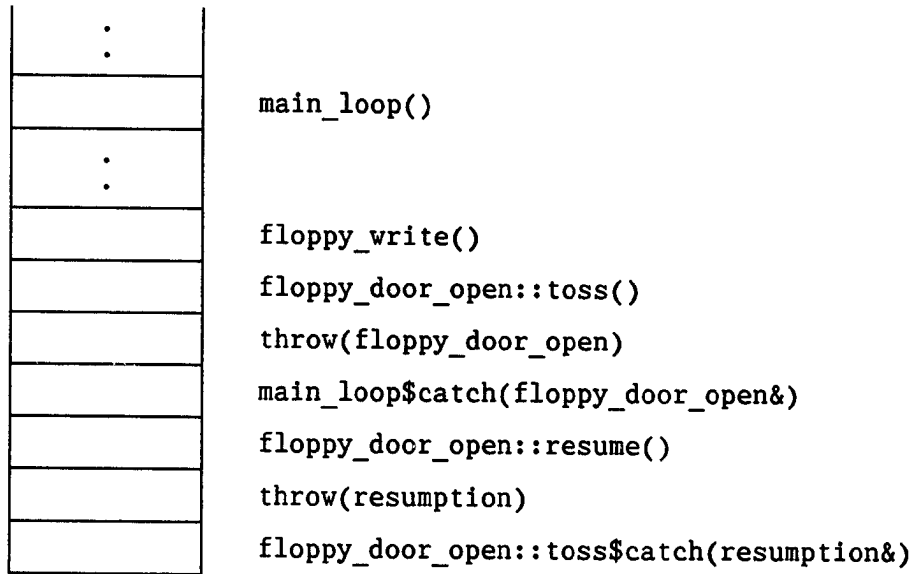 main_loop()
floppy_write()
floppy_door_open::toss()
throw(floppy_door_open)
main_loop$catch(floppy_door_open&)
floppy_door_open::resume()
throw(resumption)
floppy_door_open::toss$catch(resumption&)